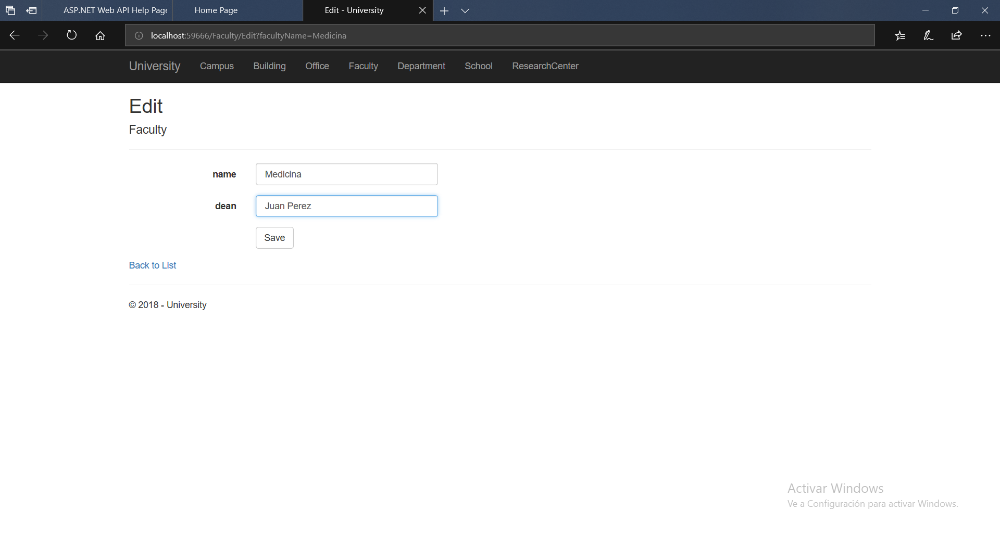 ASP.NET Web API Help Page
Home Page
Edit - University
localhost:59666/Faculty/Edit?facultyName=Medicina
University Campus Building Office Faculty Department School ResearchCenter
Edit
Faculty
name Medicina
dean Juan Perez
Save
Back to List
© 2018 - University
Activar Windows
Ve a Configuración para activar Windows.